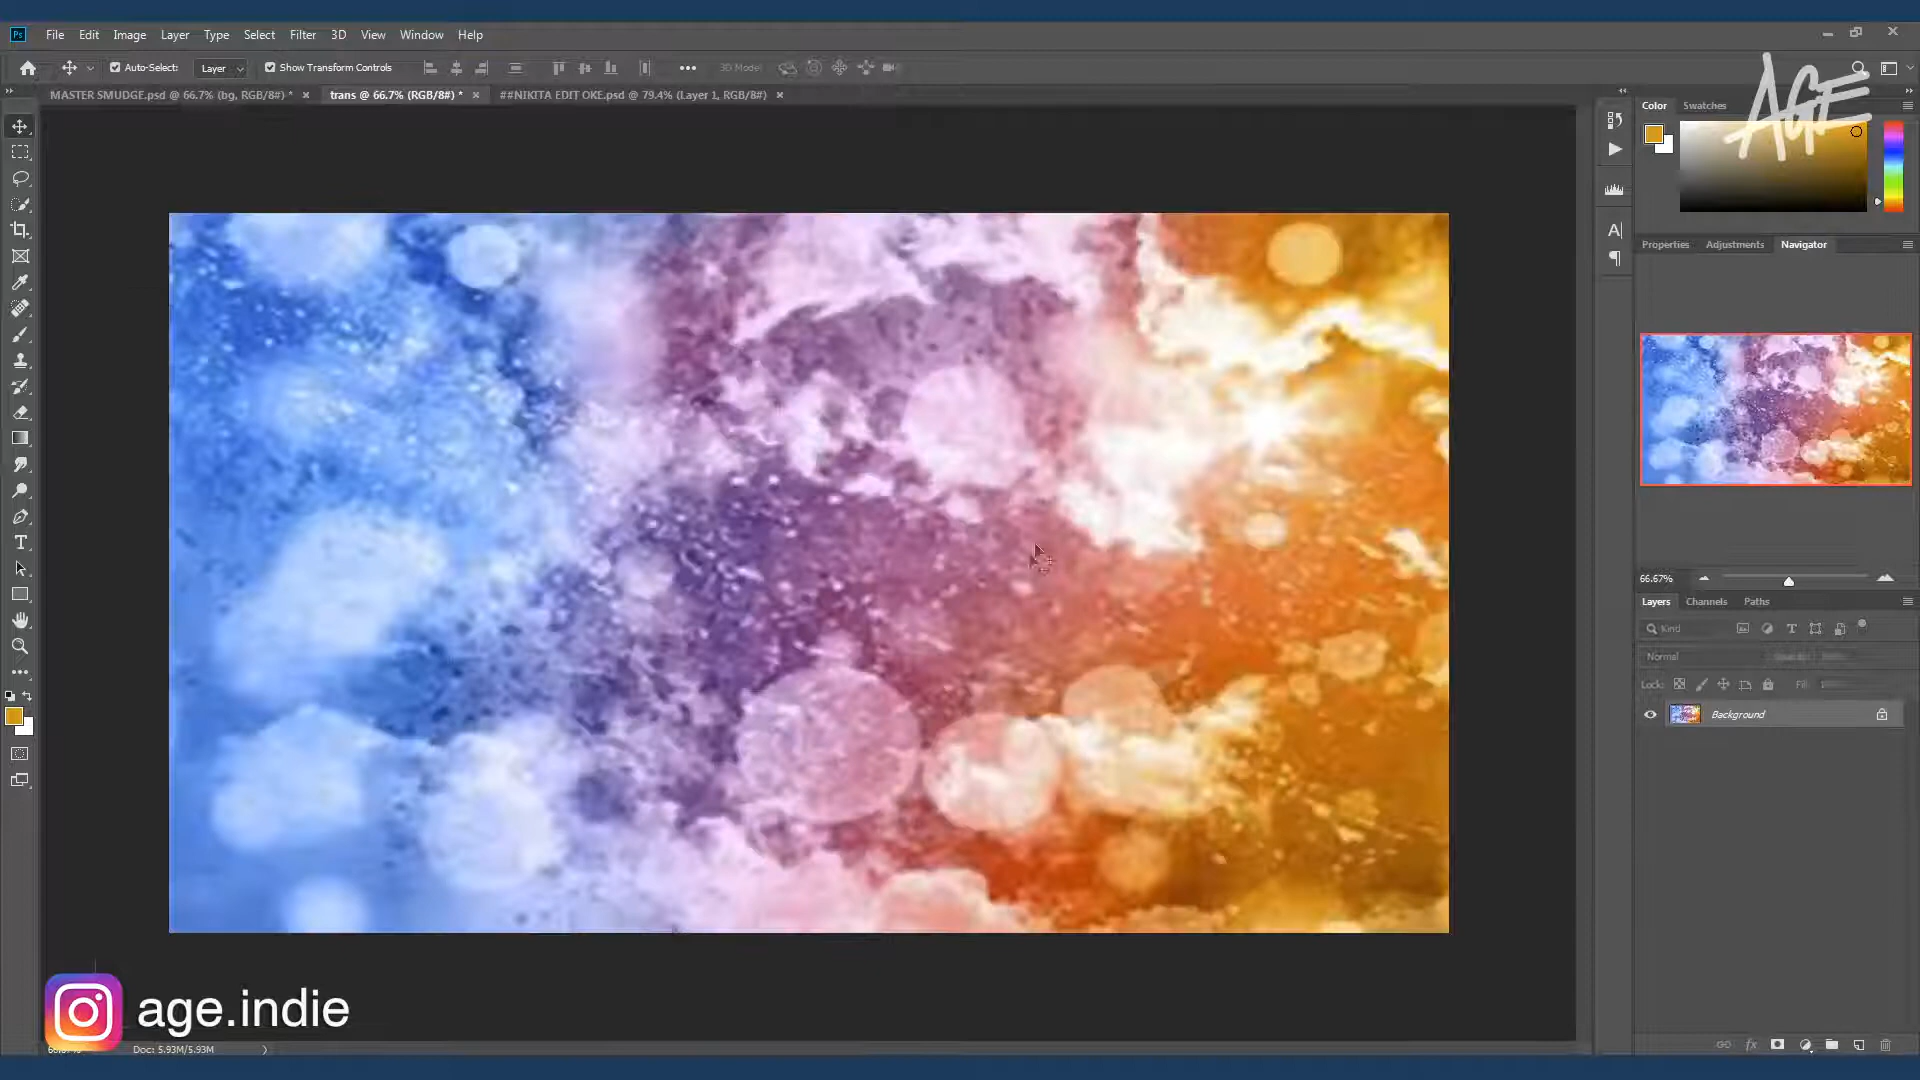 Ps File Edit Image Layer Type Select Filter 3D View Window Help
Auto-Select: Layer Show Transform Controls 3D Model
AGE
MASTER SMUDGE.psd @ 66.7% (bg, RGB/8#) * × trans @ 66.7% (RGB/8#) * × ##NIKITA EDIT OKE.psd @ 79.4% (Layer 1, RGB/8#) ×
Color Swatches
Properties Adjustments Navigator
66.67%
Layers Channels Paths
Kind
Normal
Lock: Fill:
Background
age.indie
Doc: 5.93M/5.93M